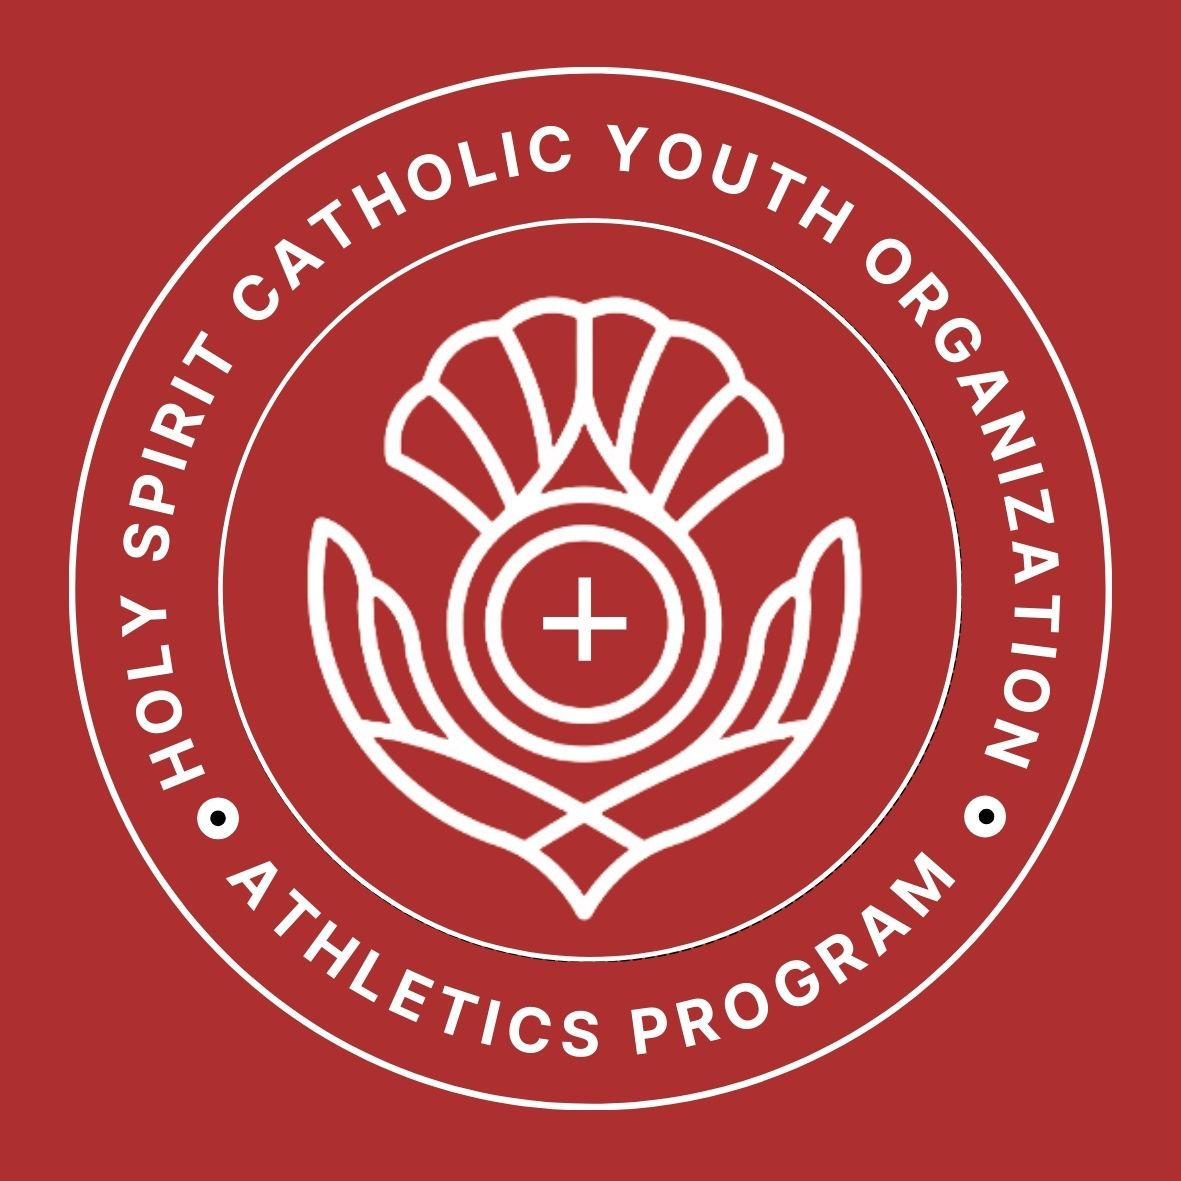 HOLY SPIRIT CATHOLIC YOUTH ORGANIZATION
ATHLETICS PROGRAM